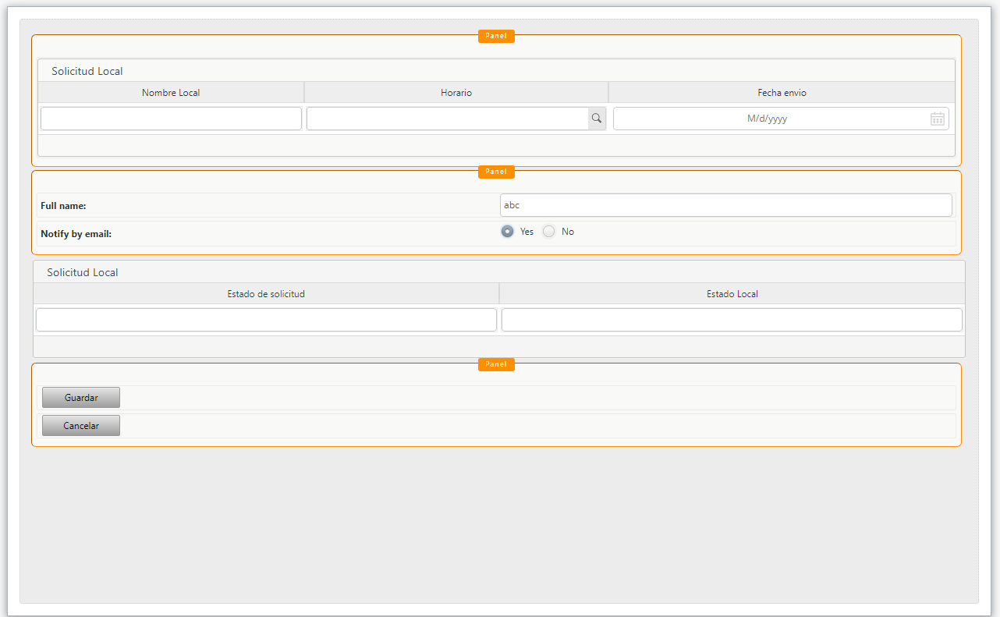 Panel
Solicitud Local
Nombre Local Horario Fecha envio
M/d/yyyy
Panel
Full name: abc
Notify by email: Yes No
Solicitud Local
Estado de solicitud Estado Local
Panel
Guardar
Cancelar